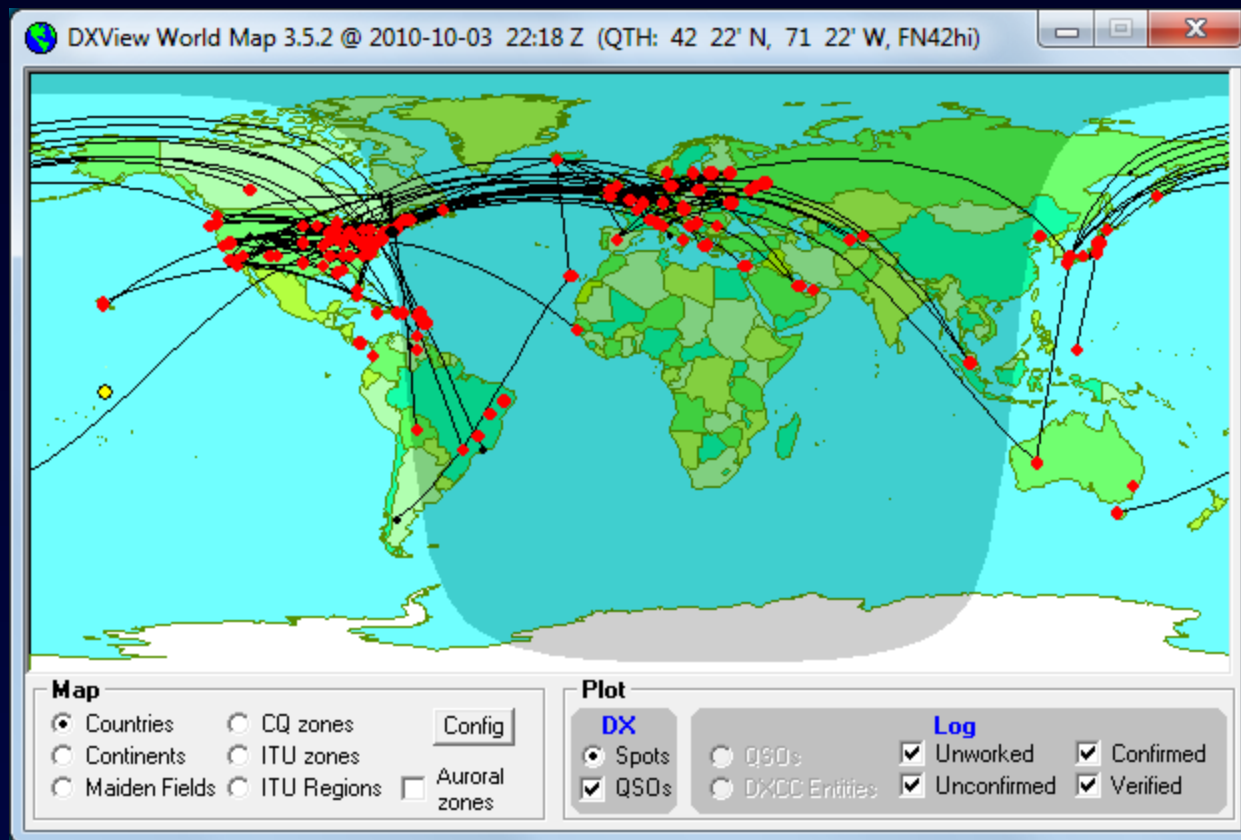 DXView World Map 3.5.2 @ 2010-10-03 22:18 Z (QTH: 42 22' N, 71 22' W, FN42hi)
Map
Countries
CQ zones
Config
Continents
ITU zones
Maiden Fields
ITU Regions
Auroral
zones
Plot
DX
Spots
QSOs
Log
QSOs
Unworked
Confirmed
DXCC Entities
Unconfirmed
Verified